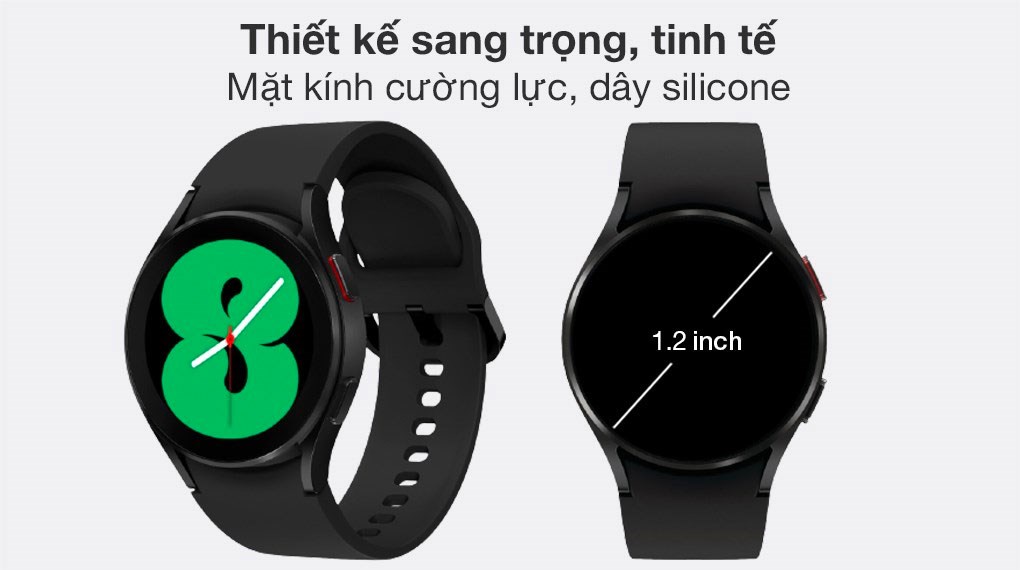 Thiết kế sang trọng, tinh tế
Mặt kính cường lực, dây silicone
1.2 inch